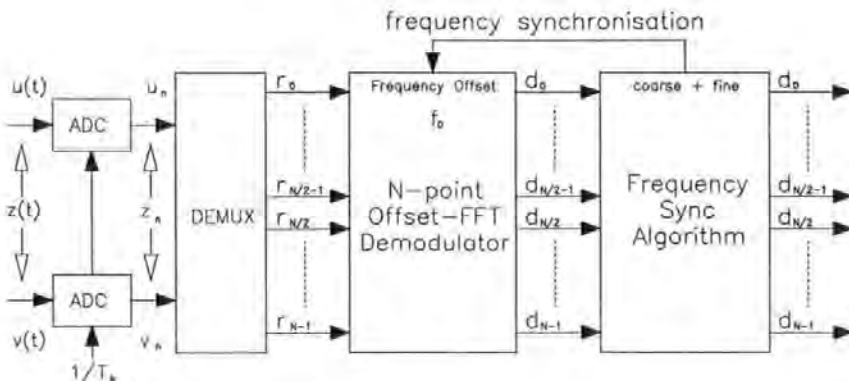 frequency synchronisation
u(t)
ADC
u_n
z(t)
z_n
ADC
v(t)
v_n
1/T_k
DEMUX
r_0
r_N/2-1
r_N/2
r_N-1
Frequency Offset
f_0
N-point
Offset-FFT
Demodulator
d_0
d_N/2-1
d_N/2
d_N-1
coarse + fine
Frequency
Sync
Algorithm
d_0
d_N/2-1
d_N/2
d_N-1